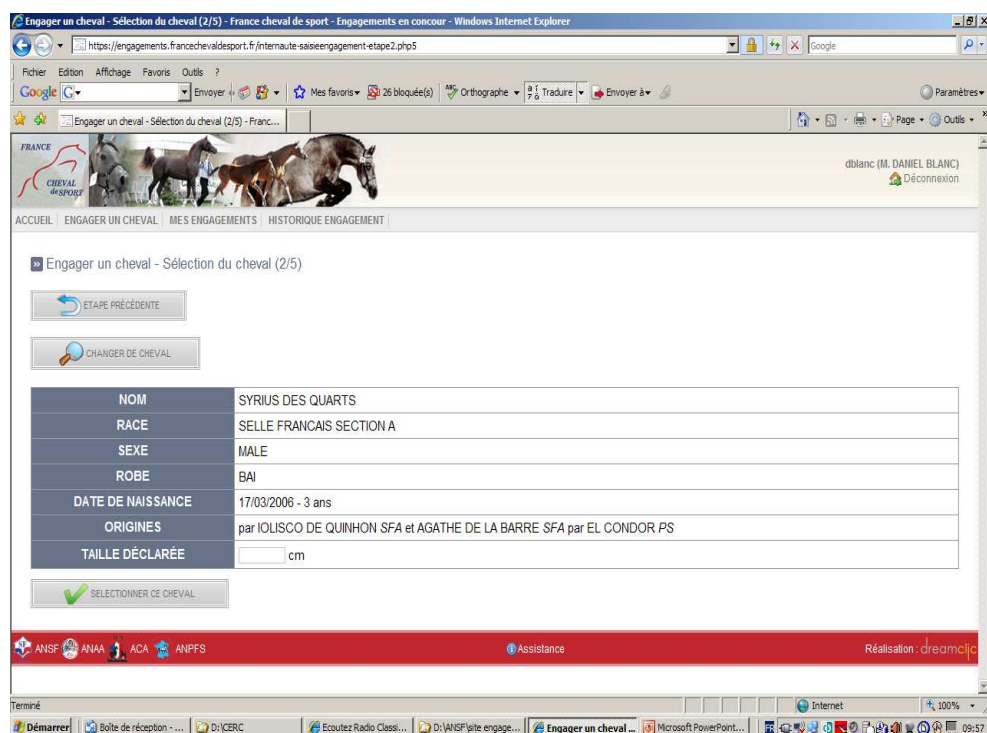 Engager un cheval - Sélection du cheval (2/5) - France cheval de sport - Engagements en concour - Windows Internet Explorer
https://engagements.francechevaldesport.fr/internaute-saisieengagement-etape2.php5
Google
Fichier Edition Affichage Favoris Outils ?
Google G Envoyer Mes favoris 26 bloquée(s) Orthographe Traduire Envoyer à Paramètres
Engager un cheval - Sélection du cheval (2/5) - Franc... Page Outils
FRANCE
CHEVAL
de SPORT
dblanc (M. DANIEL BLANC)
Déconnexion
ACCUEIL ENGAGER UN CHEVAL MES ENGAGEMENTS HISTORIQUE ENGAGEMENT
Engager un cheval - Sélection du cheval (2/5)
ETAPE PRÉCÉDENTE
CHANGER DE CHEVAL
NOM SYRIUS DES QUARTS
RACE SELLE FRANCAIS SECTION A
SEXE MALE
ROBE BAI
DATE DE NAISSANCE 17/03/2006 - 3 ans
ORIGINES par IOLISCO DE QUINHON SFA et AGATHE DE LA BARRE SFA par EL CONDOR PS
TAILLE DÉCLARÉE cm
SELECTIONNER CE CHEVAL
ANSF ANAA ACA ANPFS Assistance Réalisation : dreamclic
Terminé Internet 100%
Démarrer Boîte de réception - ... D:\CERC Ecoutez Radio Classi... D:\ANSF\site engage... Engager un cheval ... Microsoft PowerPoint... FR 09:57